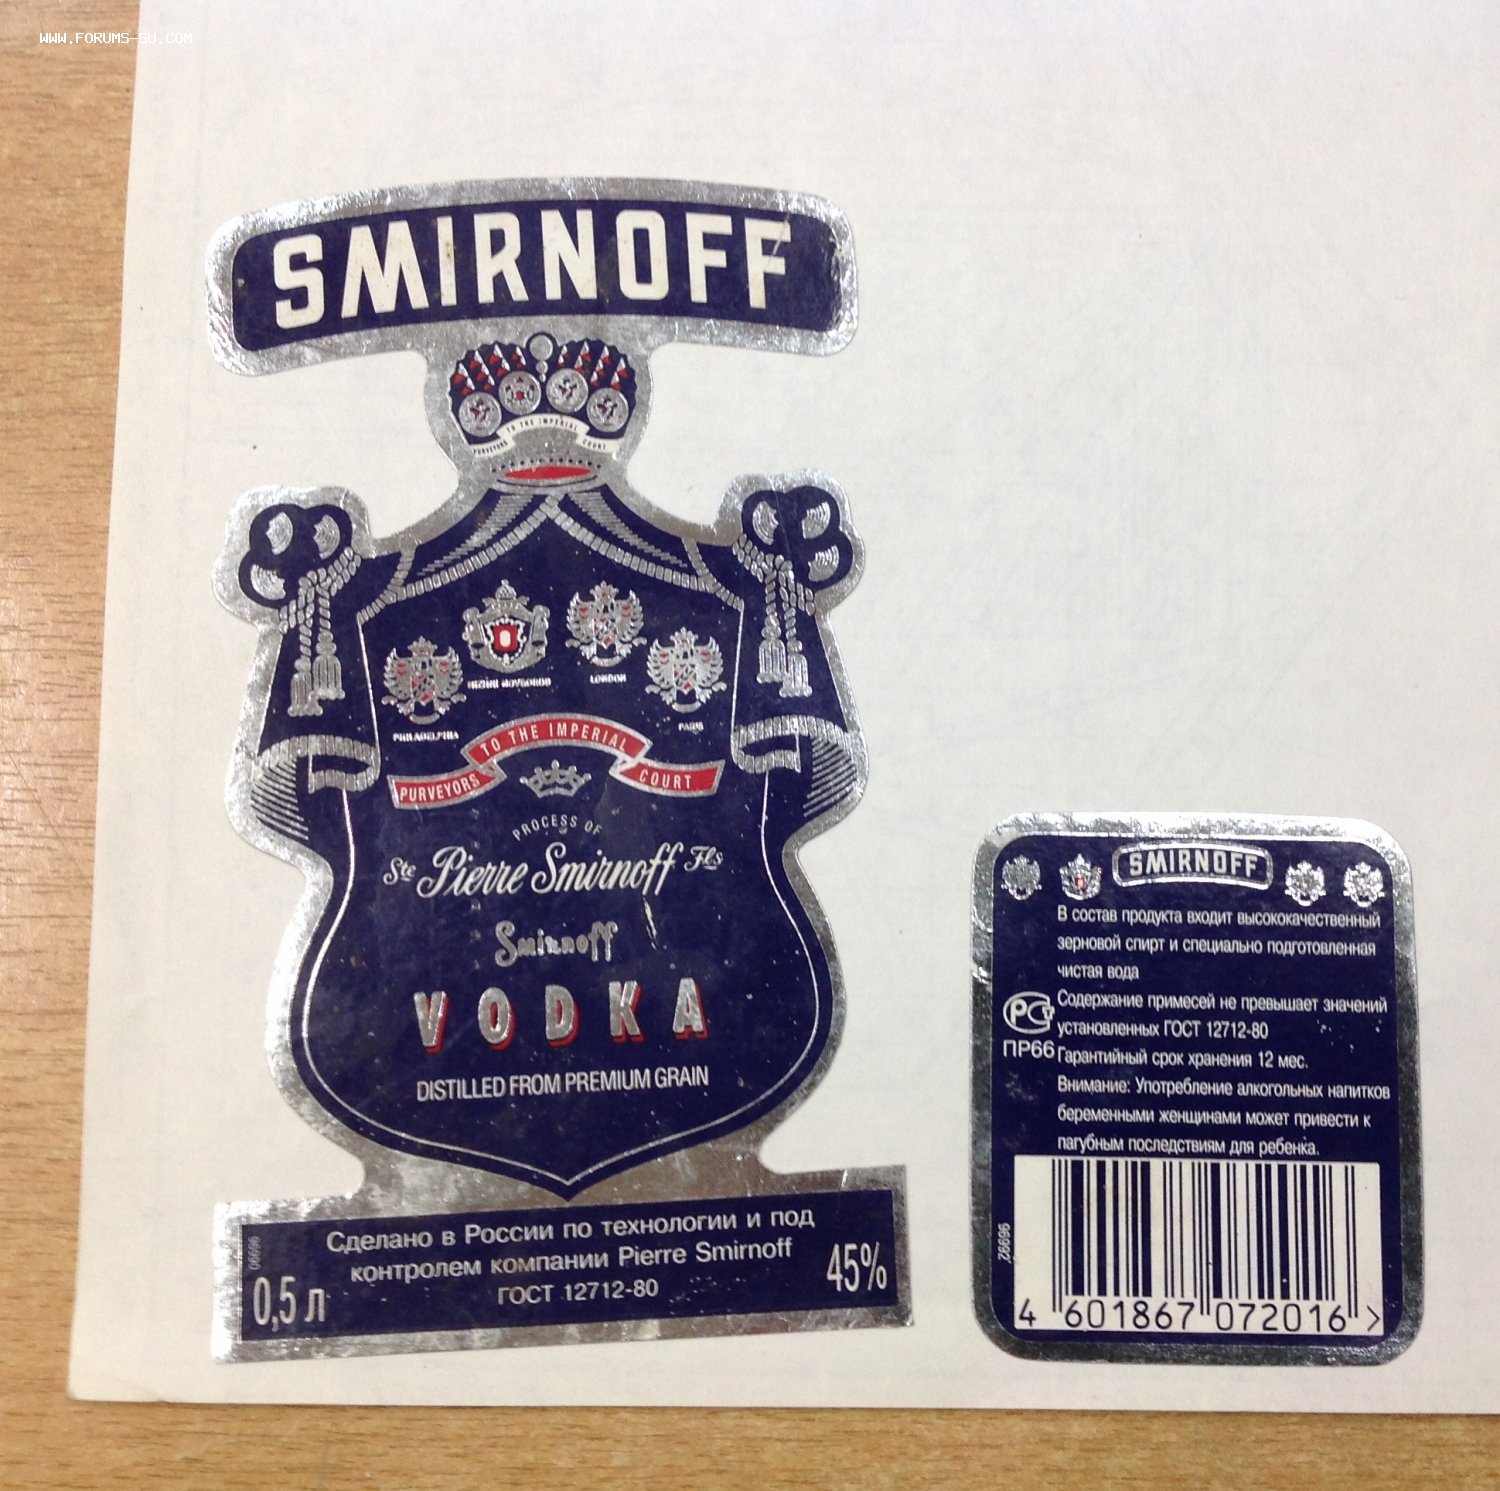 WWW.FORUMS-SU.COM
SMIRNOFF
PURVEYORS TO THE IMPERIAL COURT
NIZHNI NOVGOROD
LONDON
PHILADELPHIA
PARIS
PURVEYORS TO THE IMPERIAL COURT
PROCESS OF
Ste Pierre Smirnoff Fls
Smirnoff
VODKA
DISTILLED FROM PREMIUM GRAIN
Сделано в России по технологии и под
контролем компании Pierre Smirnoff
ГОСТ 12712-80
0,5 л
45%
SMIRNOFF
В состав продукта входит высококачественный
зерновой спирт и специально подготовленная
чистая вода
Содержание примесей не превышает значений
установленных ГОСТ 12712-80
Гарантийный срок хранения 12 мес.
Внимание: Употребление алкогольных напитков
беременными женщинами может привести к
пагубным последствиям для ребенка.
РСТ
ПР66
96992
4 601867 072016 >